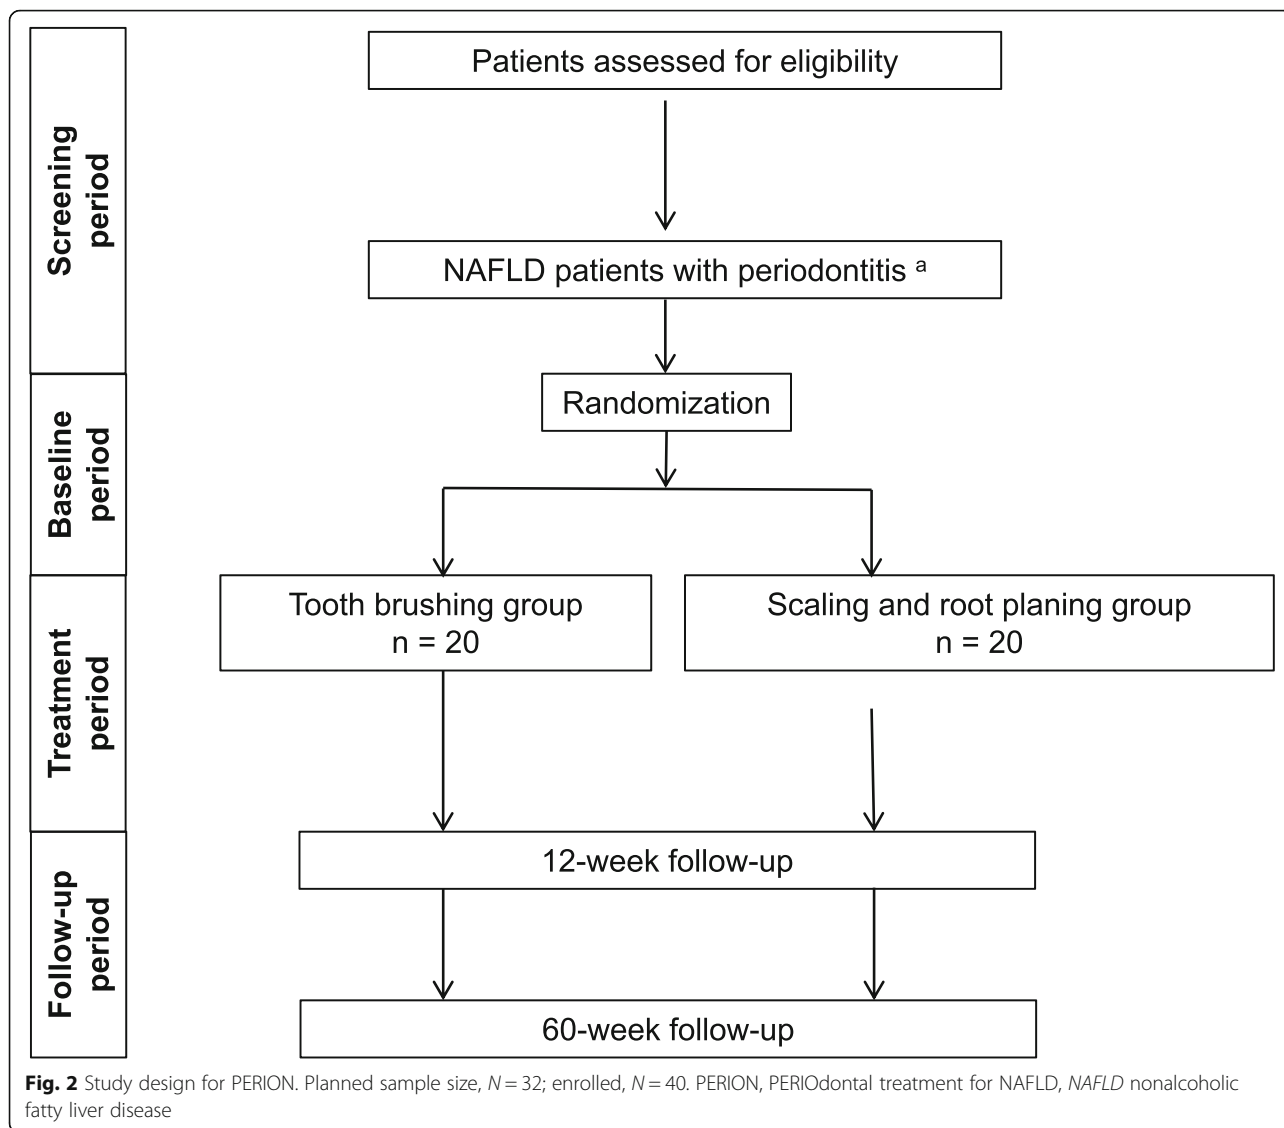 Screening
period
Patients assessed for eligibility
NAFLD patients with periodontitis a
Baseline
period
Randomization
Treatment
period
Tooth brushing group
n = 20
Scaling and root planing group
n = 20
Follow-up
period
12-week follow-up
60-week follow-up
Fig. 2 Study design for PERION. Planned sample size, N = 32; enrolled, N = 40. PERION, PERIOdontal treatment for NAFLD, NAFLD nonalcoholic
fatty liver disease